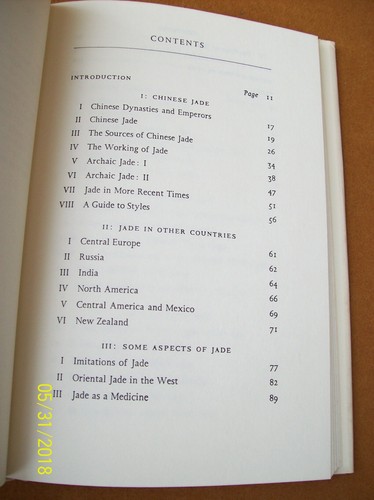 CONTENTS
INTRODUCTION Page 11
I: CHINESE JADE
I Chinese Dynasties and Emperors 17
II Chinese Jade 19
III The Sources of Chinese Jade 26
IV The Working of Jade 34
V Archaic Jade: I 38
VI Archaic Jade: II 47
VII Jade in More Recent Times 51
VIII A Guide to Styles 56
II: JADE IN OTHER COUNTRIES
I Central Europe 61
II Russia 62
III India 64
IV North America 66
V Central America and Mexico 69
VI New Zealand 71
III: SOME ASPECTS OF JADE
I Imitations of Jade 77
II Oriental Jade in the West 82
III Jade as a Medicine 89
05/31/2018